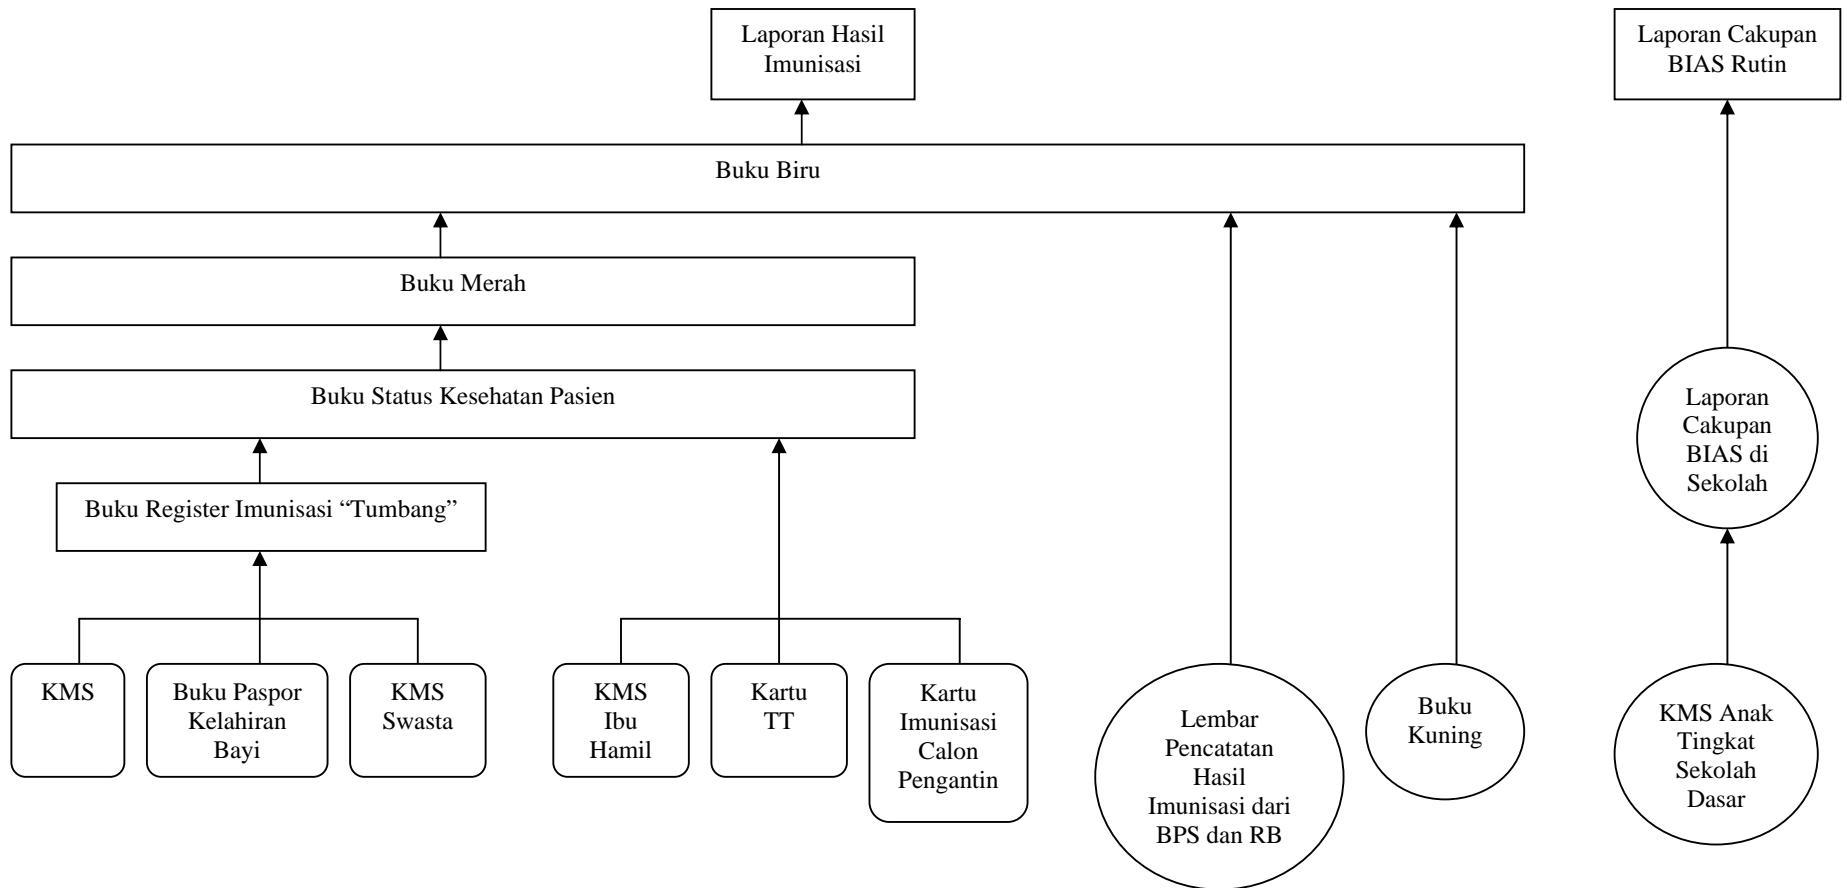 Laporan Hasil
Imunisasi
Laporan Cakupan
BIAS Rutin
Buku Biru
Buku Merah
Buku Status Kesehatan Pasien
Laporan
Cakupan
BIAS di
Sekolah
Buku Register Imunisasi “Tumbang”
KMS
Buku Paspor
Kelahiran
Bayi
KMS
Swasta
KMS
Ibu
Hamil
Kartu
TT
Kartu
Imunisasi
Calon
Pengantin
Lembar
Pencatatan
Hasil
Imunisasi dari
BPS dan RB
Buku
Kuning
KMS Anak
Tingkat
Sekolah
Dasar